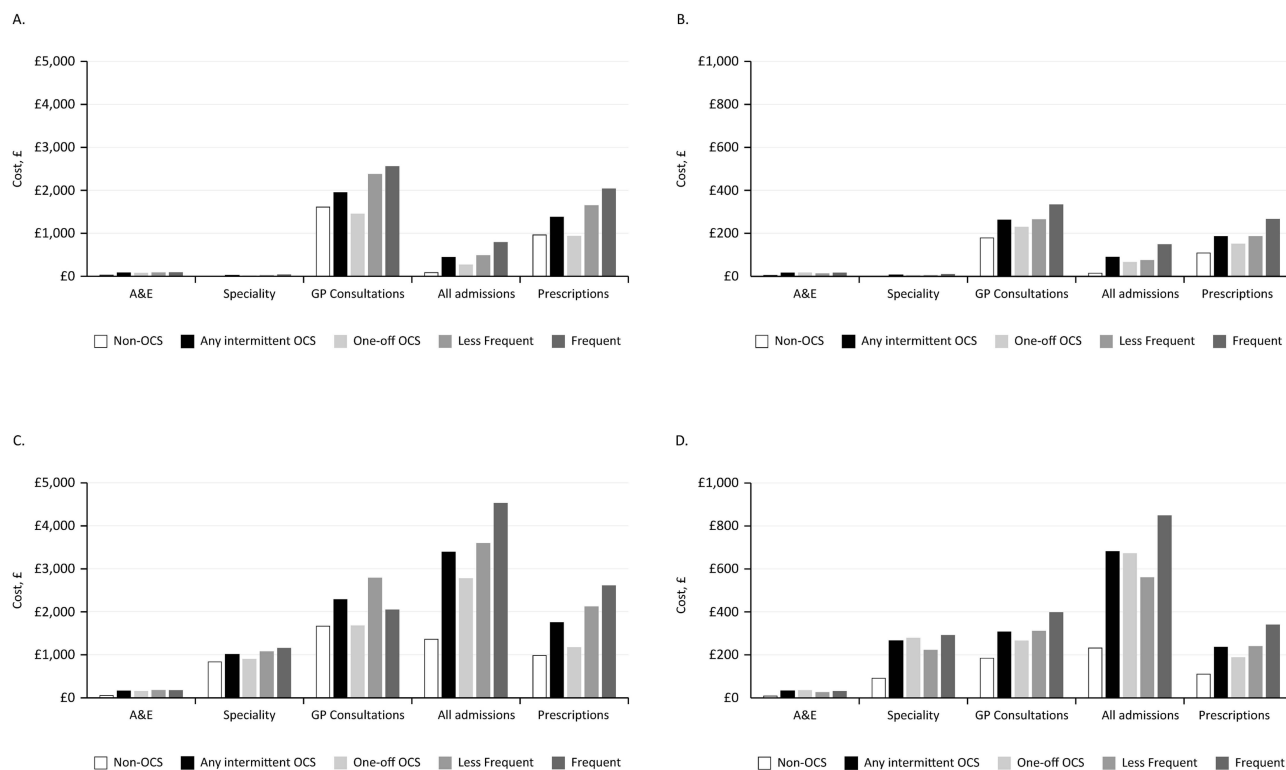 A.
£5,000
£4,000
£3,000
£2,000
£1,000
£0
Cost, £
A&E Speciality GP Consultations All admissions Prescriptions
Non-OCS Any intermittent OCS One-off OCS Less Frequent Frequent
B.
£1,000
£800
£600
£400
£200
£0
Cost, £
A&E Speciality GP Consultations All admissions Prescriptions
Non-OCS Any intermittent OCS One-off OCS Less Frequent Frequent
C.
£5,000
£4,000
£3,000
£2,000
£1,000
£0
Cost, £
A&E Speciality GP Consultations All admissions Prescriptions
Non-OCS Any intermittent OCS One-off OCS Less Frequent Frequent
D.
£1,000
£800
£600
£400
£200
£0
Cost, £
A&E Speciality GP Consultations All admissions Prescriptions
Non-OCS Any intermittent OCS One-off OCS Less Frequent Frequent